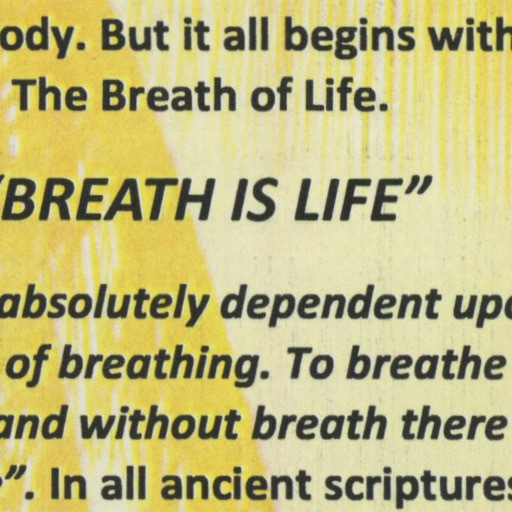 ody. But it all begins with
The Breath of Life.
“BREATH IS LIFE”
absolutely dependent upo
of breathing. To breathe
and without breath there
”. In all ancient scriptures